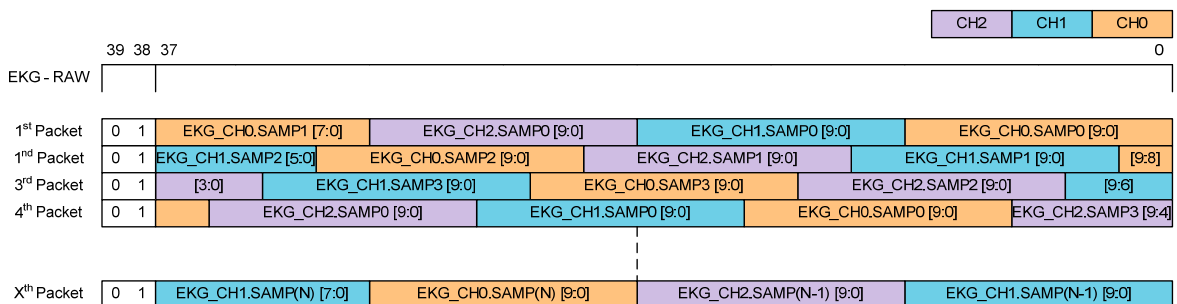 CH2 CH1 CH0
39 38 37 0
EKG - RAW
1st Packet 0 1 EKG_CH0.SAMP1 [7:0] EKG_CH2.SAMP0 [9:0] EKG_CH1.SAMP0 [9:0] EKG_CH0.SAMP0 [9:0]
1nd Packet 0 1 EKG_CH1.SAMP2 [5:0] EKG_CH0.SAMP2 [9:0] EKG_CH2.SAMP1 [9:0] EKG_CH1.SAMP1 [9:0] [9:8]
3rd Packet 0 1 [3:0] EKG_CH1.SAMP3 [9:0] EKG_CH0.SAMP3 [9:0] EKG_CH2.SAMP2 [9:0] [9:6]
4th Packet 0 1 EKG_CH2.SAMP0 [9:0] EKG_CH1.SAMP0 [9:0] EKG_CH0.SAMP0 [9:0] EKG_CH2.SAMP3 [9:4]
Xth Packet 0 1 EKG_CH1.SAMP(N) [7:0] EKG_CH0.SAMP(N) [9:0] EKG_CH2.SAMP(N-1) [9:0] EKG_CH1.SAMP(N-1) [9:0]